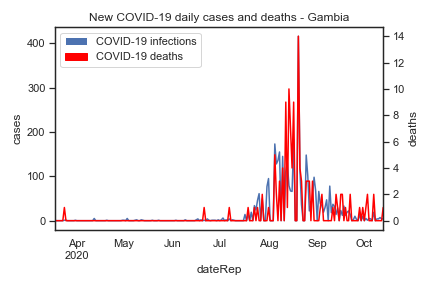 New COVID-19 daily cases and deaths - Gambia
COVID-19 infections
COVID-19 deaths
cases
400
300
200
100
0
deaths
14
12
10
8
6
4
2
0
Apr
2020
May
Jun
Jul
Aug
Sep
Oct
dateRep